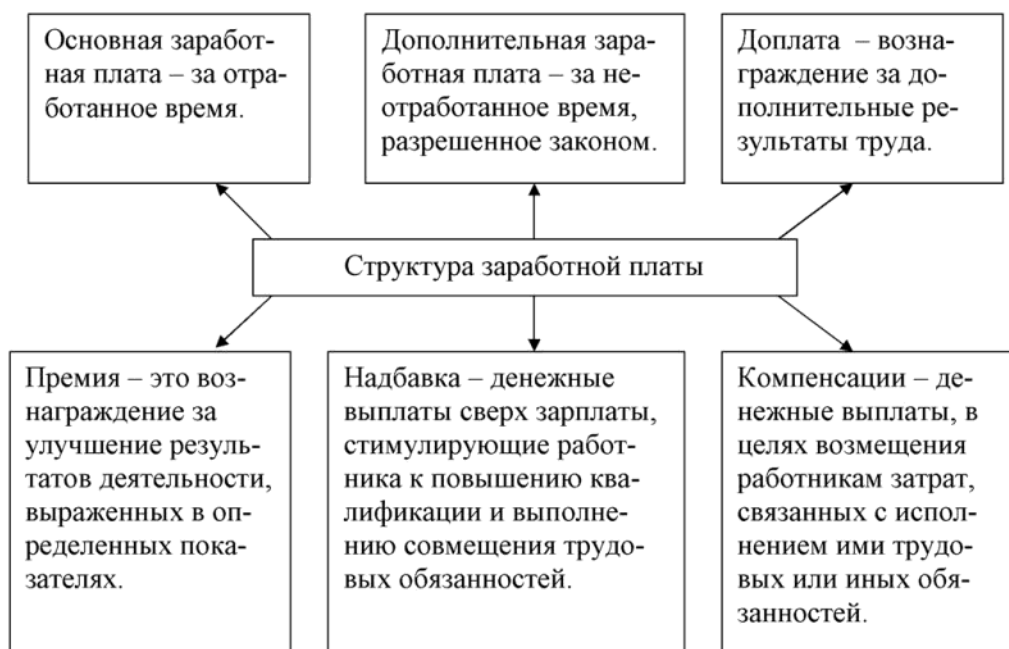 Основная заработ-
ная плата – за отра-
ботанное время.
Дополнительная зара-
ботная плата – за не-
отработанное время,
разрешенное законом.
Доплата – возна-
граждение за до-
полнительные ре-
зультаты труда.
Структура заработной платы
Премия – это воз-
награждение за
улучшение резуль-
татов деятельности,
выраженных в оп-
ределенных пока-
зателях.
Надбавка – денежные
выплаты сверх зарплаты,
стимулирующие работ-
ника к повышению ква-
лификации и выполне-
нию совмещения трудо-
вых обязанностей.
Компенсации – де-
нежные выплаты, в
целях возмещения
работникам затрат,
связанных с испол-
нением ими трудо-
вых или иных обя-
занностей.